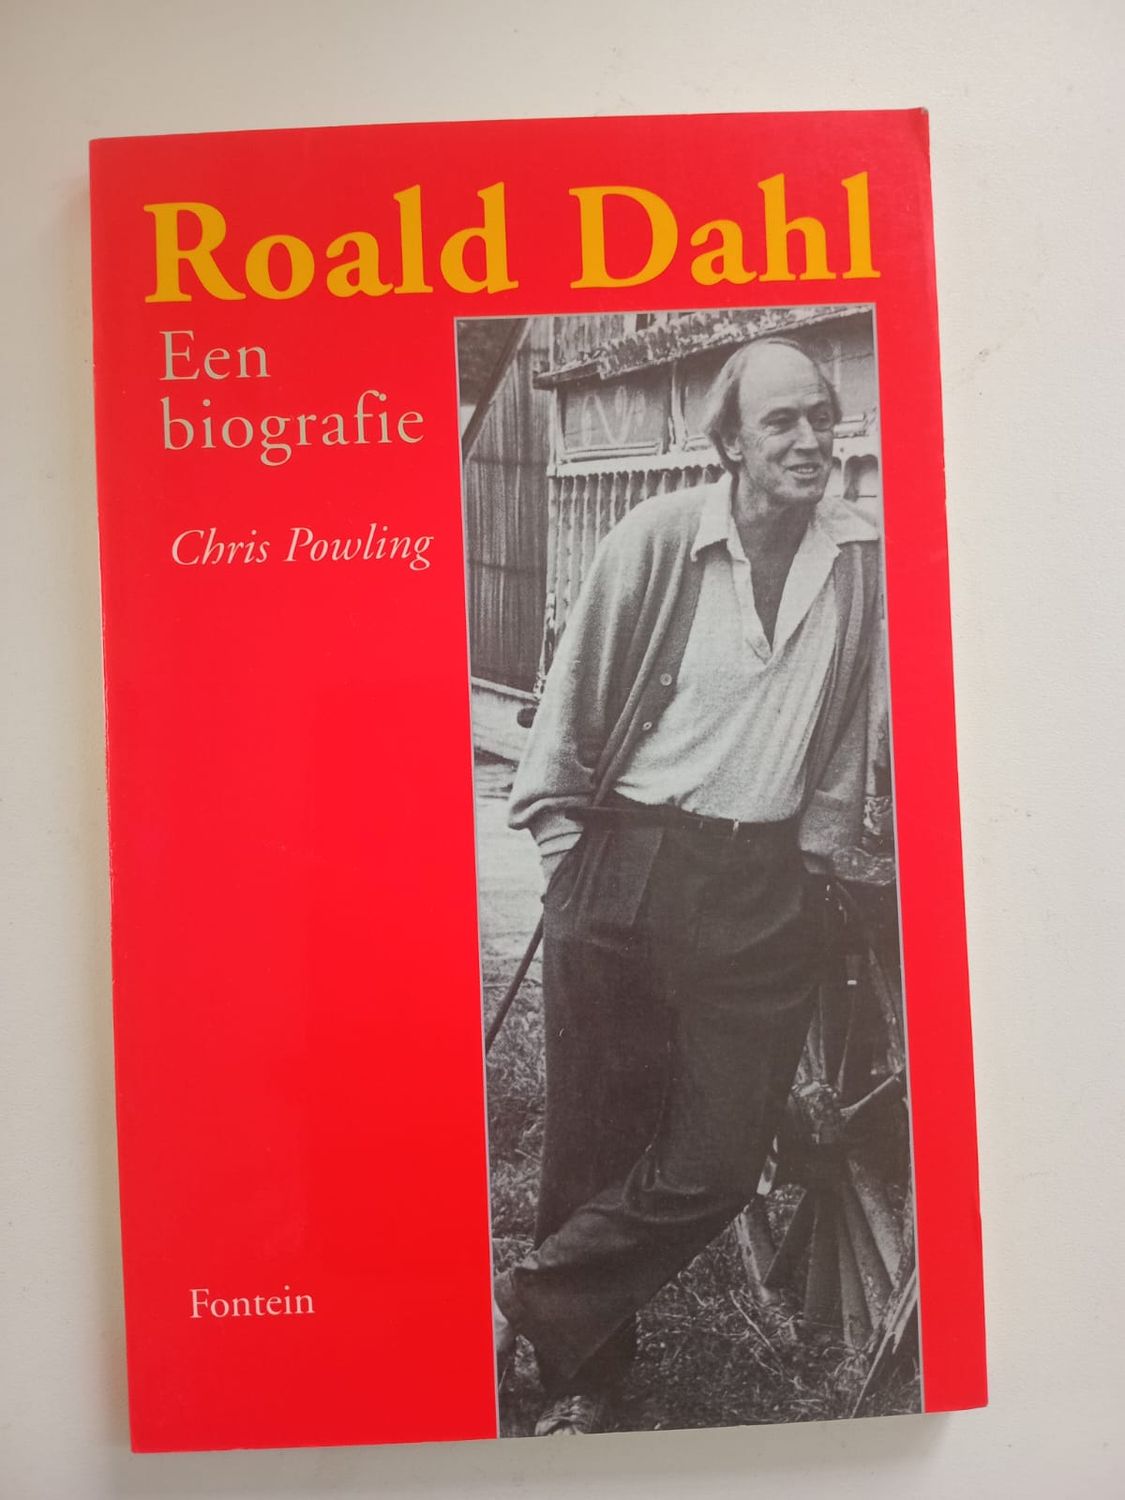 Roald Dahl
Een
biografie
Chris Powling
Fontein